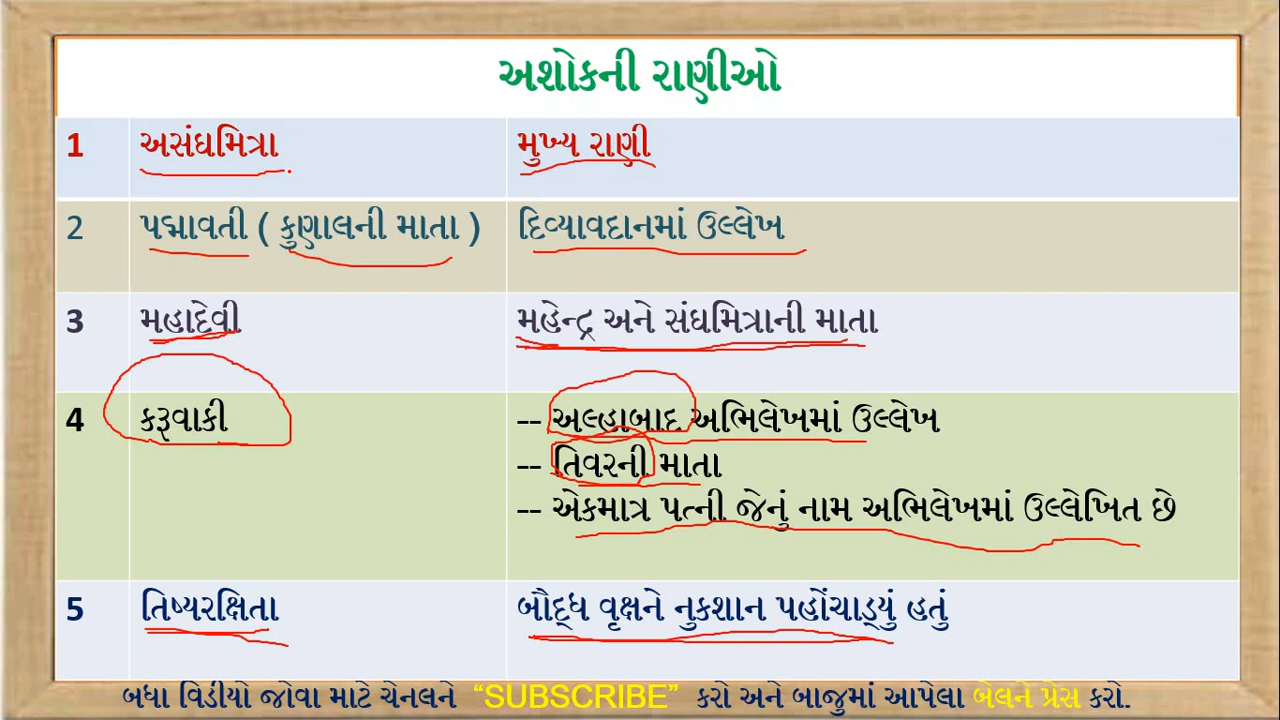 અશોકની રાણીઓ
1 અસંઘમિત્રા મુખ્ય રાણી
2 પદ્માવતી ( કુણાલની માતા ) દિવ્યાવદાનમાં ઉલ્લેખ
3 મહાદેવી મહેન્દ્ર અને સંઘમિત્રાની માતા
4 કરૂવાકી -- અલ્હાબાદ અભિલેખમાં ઉલ્લેખ
-- તિવરની માતા
-- એકમાત્ર પત્ની જેનું નામ અભિલેખમાં ઉલ્લેખિત છે
5 તિષ્યરક્ષિતા બૌદ્ધ વૃક્ષને નુકશાન પહોંચાડ્યું હતું
બધા વિડીયો જોવા માટે ચેનલને “SUBSCRIBE” કરો અને બાજુમાં આપેલા બેલને પ્રેસ કરો.